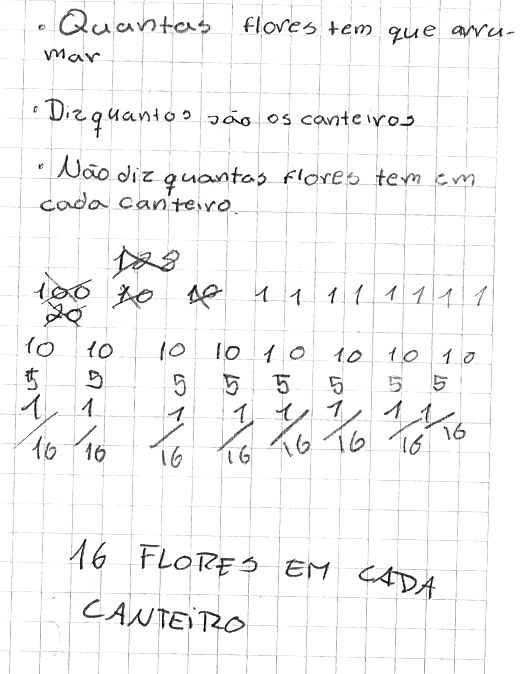 • Quantas flores tem que arru-
mar
• Diz quantos são os canteiros
• Não diz quantas flores tem em
cada canteiro.
128
100 20 10 1 1 1 1 1 1 1 1
20
10 10 10 10 10 10 10 10
5 5 5 5 5 5 5 5
1 1 1 1 1 1 1 1
16 16 16 16 16 16 16 16
16 FLORES EM CADA
CANTEIRO